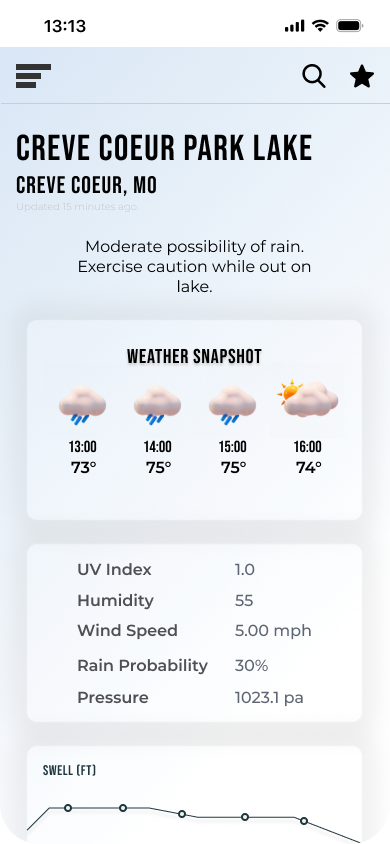 13:13
CREVE COEUR PARK LAKE
CREVE COEUR, MO
Updated 15 minutes ago.
Moderate possibility of rain.
Exercise caution while out on
lake.
WEATHER SNAPSHOT
13:00 14:00 15:00 16:00
73° 75° 75° 74°
UV Index 1.0
Humidity 55
Wind Speed 5.00 mph
Rain Probability 30%
Pressure 1023.1 pa
SWELL (FT)